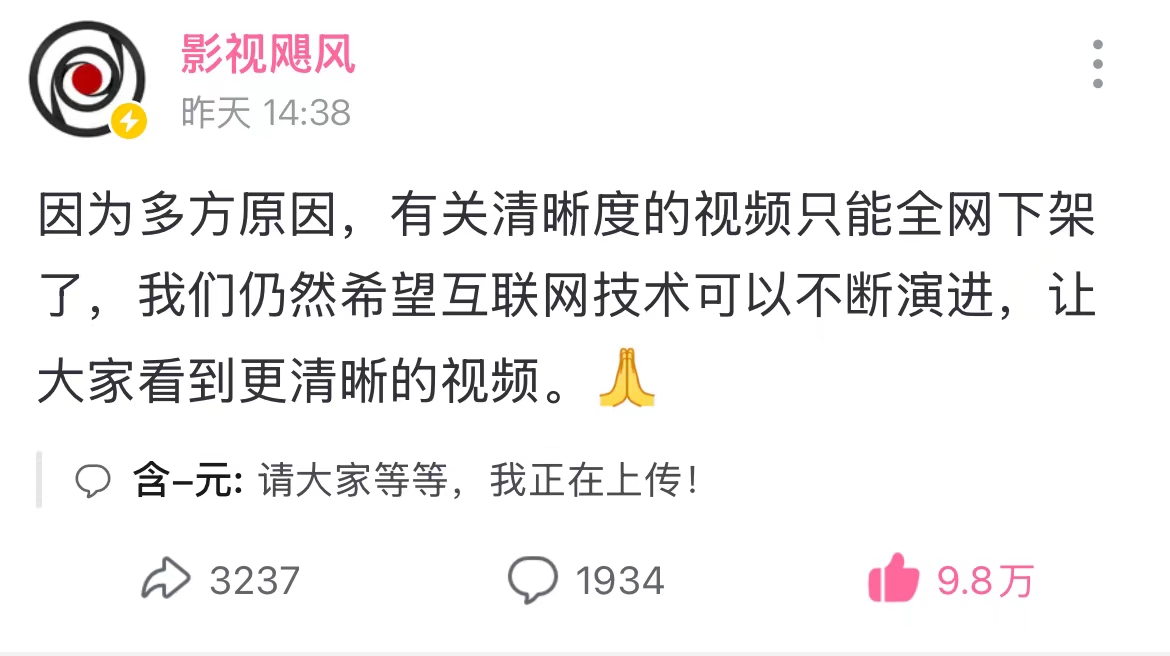 影视飓风
昨天 14:38
因为多方原因，有关清晰度的视频只能全网下架
了，我们仍然希望互联网技术可以不断演进，让
大家看到更清晰的视频。🙏
含–元: 请大家等等，我正在上传！
3237 1934 9.8万